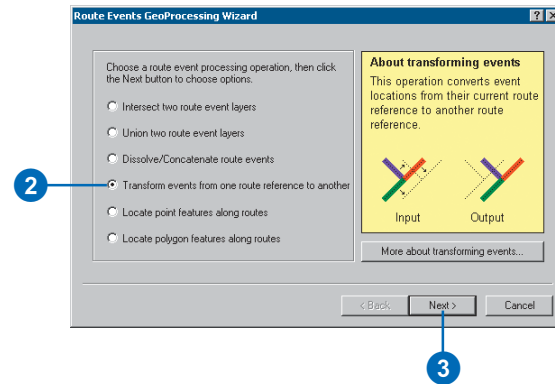 Route Events GeoProcessing Wizard
Choose a route event processing operation, then click
the Next button to choose options.
Intersect two route event layers
Union two route event layers
Dissolve/Concatenate route events
Transform events from one route reference to another
Locate point features along routes
Locate polygon features along routes
About transforming events
This operation converts event
locations from their current route
reference to another route
reference.
Input Output
More about transforming events...
< Back Next > Cancel
2
3